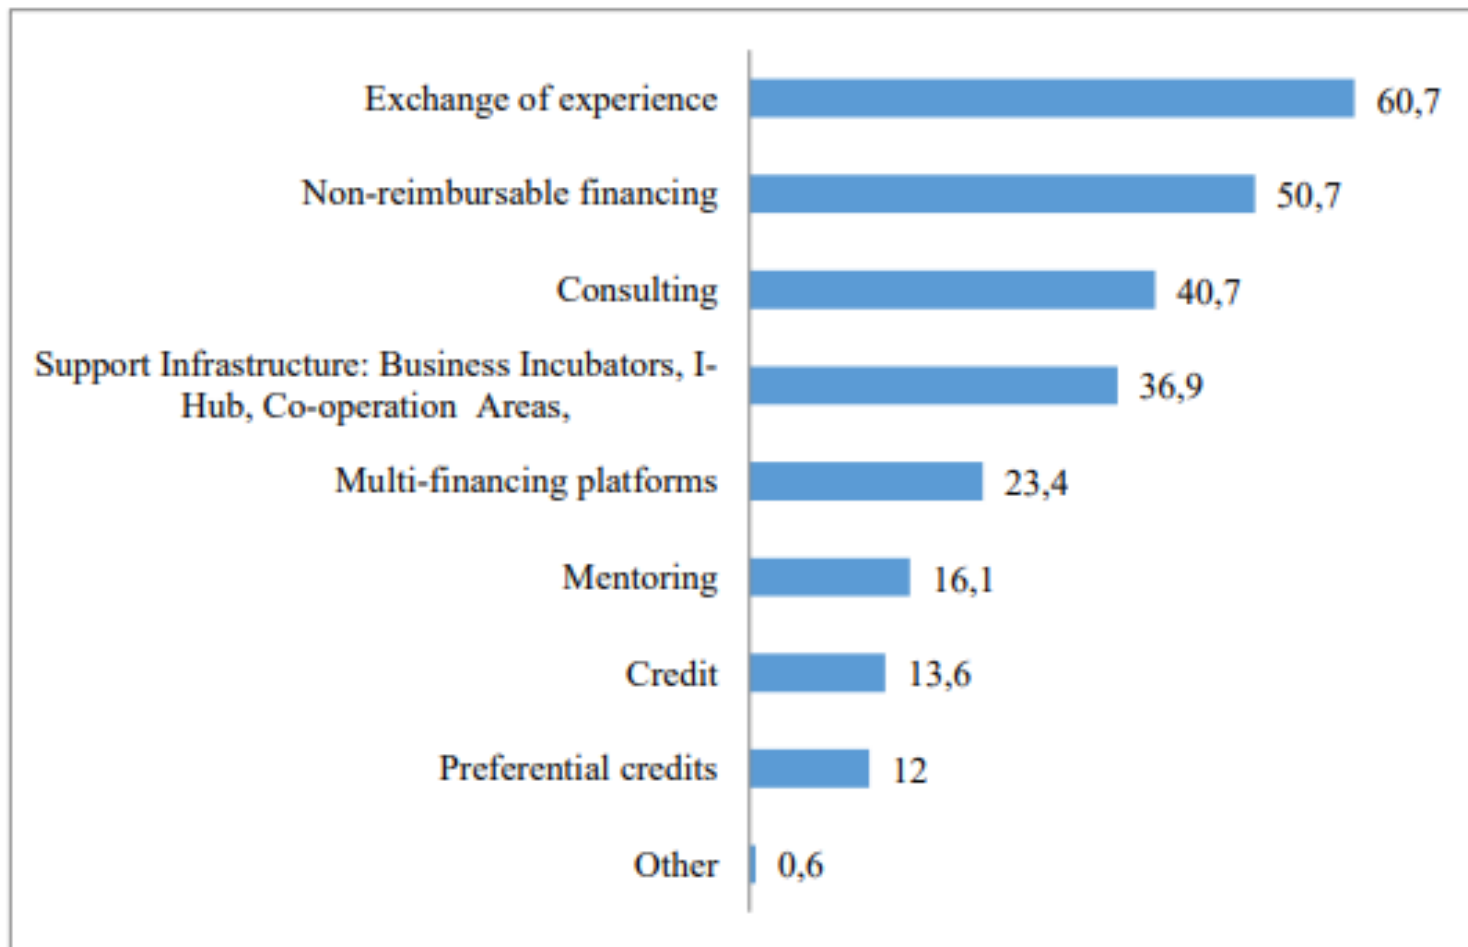 Exchange of experience 60,7
Non-reimbursable financing 50,7
Consulting 40,7
Support Infrastructure: Business Incubators, I-
Hub, Co-operation Areas, 36,9
Multi-financing platforms 23,4
Mentoring 16,1
Credit 13,6
Preferential credits 12
Other 0,6